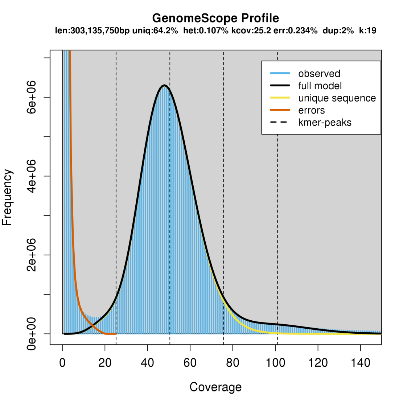 GenomeScope Profile
len:303,135,750bp uniq:64.2% het:0.107% kcov:25.2 err:0.234% dup:2% k:19
observed
full model
unique sequence
errors
kmer-peaks
Frequency
6e+06
4e+06
2e+06
0e+00
0 20 40 60 80 100 120 140
Coverage